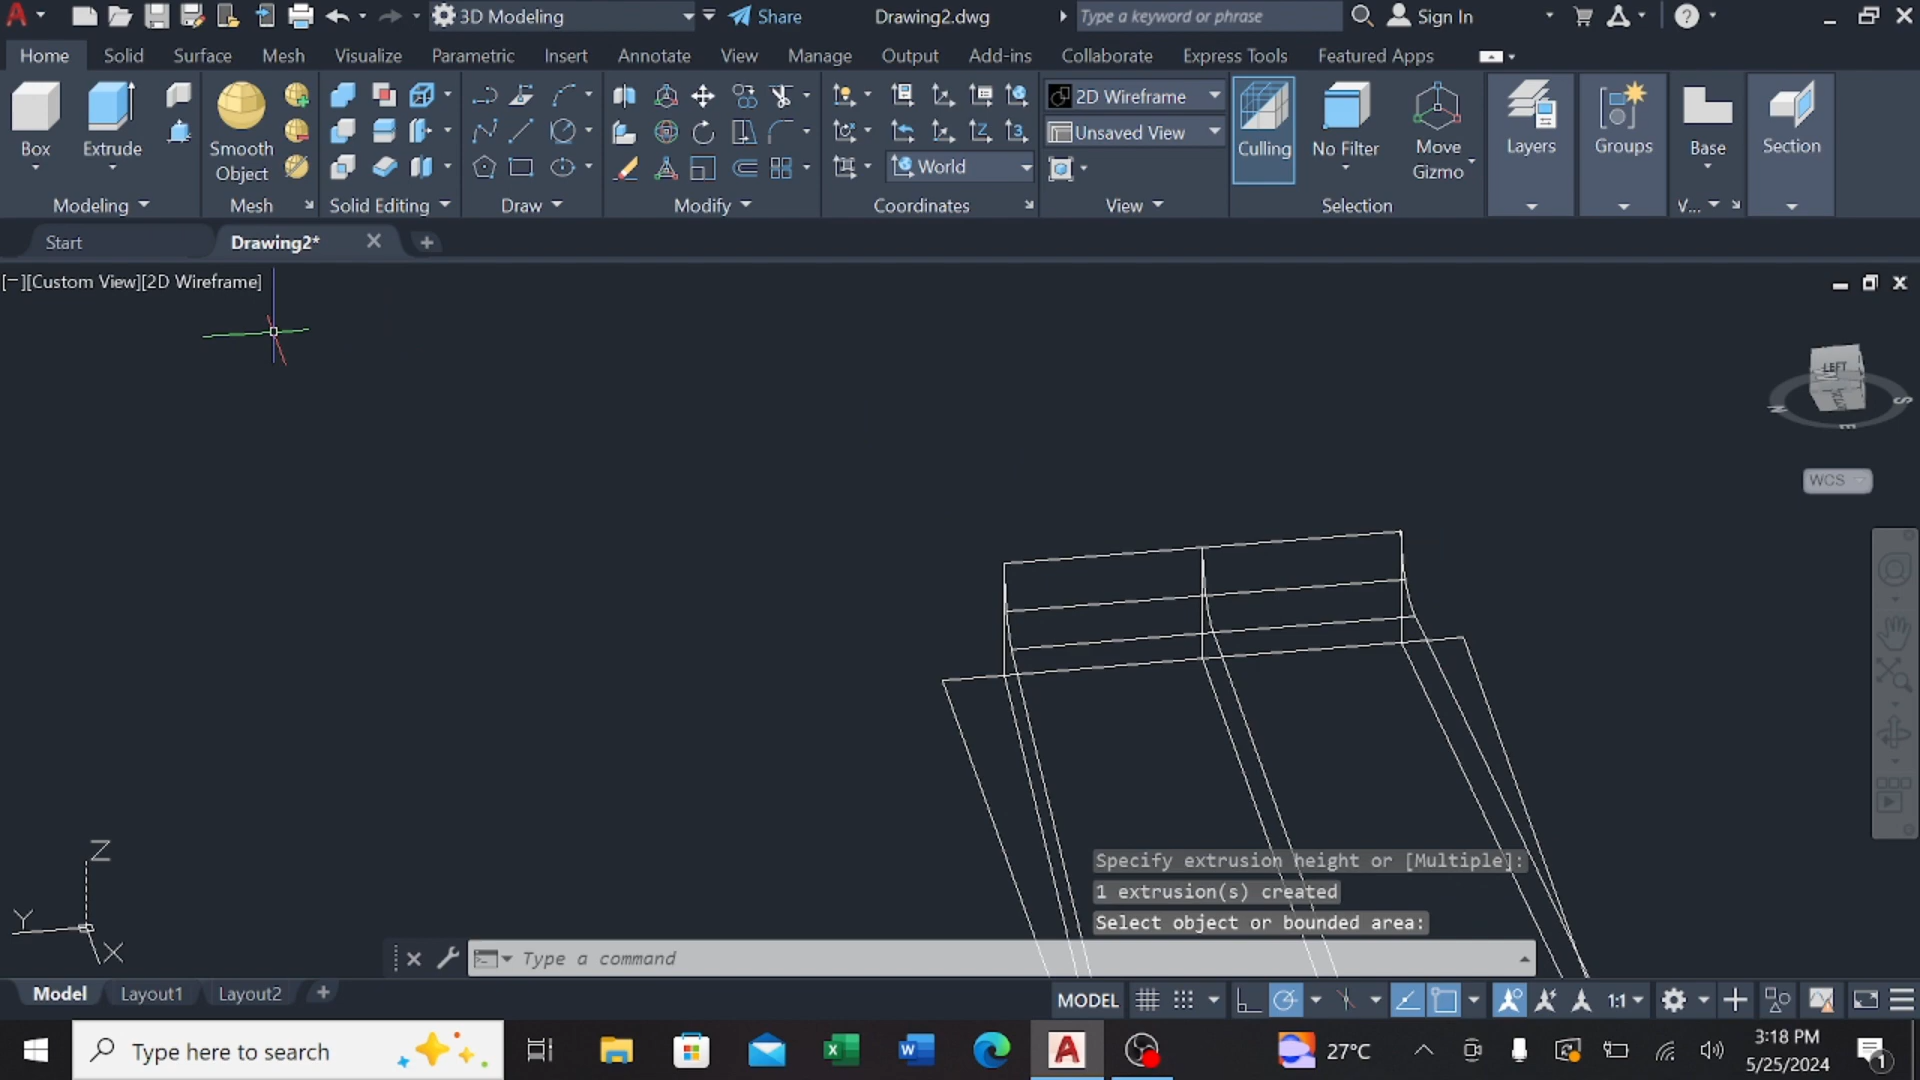 3D Modeling
Share
Drawing2.dwg
Type a keyword or phrase
Sign In
Home
Solid
Surface
Mesh
Visualize
Parametric
Insert
Annotate
View
Manage
Output
Add-ins
Collaborate
Express Tools
Featured Apps
Box
Extrude
Smooth
Object
2D Wireframe
Unsaved View
World
Culling
No Filter
Move
Gizmo
Layers
Groups
Base
Section
Modeling
Mesh
Solid Editing
Draw
Modify
Coordinates
View
Selection
V...
Start
Drawing2*
[−][Custom View][2D Wireframe]
LEFT
N
S
E
WCS
Z
Y
X
Specify extrusion height or [Multiple]:
1 extrusion(s) created
Select object or bounded area:
Type a command
Model
Layout1
Layout2
MODEL
1:1
Type here to search
27°C
3:18 PM
5/25/2024
1